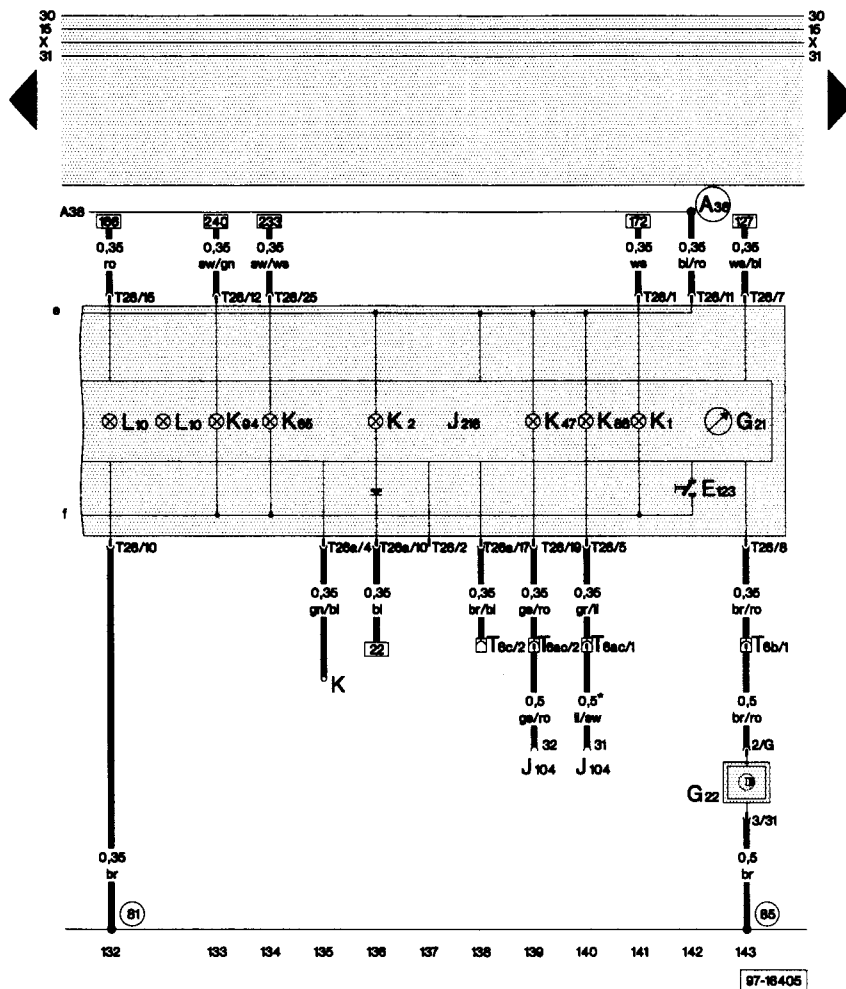 30 30
15 15
X X
31 31
A38
A38
166 240 233 172 127
0,35 0,35 0,35 0,35 0,35 0,35
ro sw/gn sw/ws ws bl/ro ws/bl
T26/15 T26/12 T26/25 T26/1 T26/11 T26/7
e
L10 L10 K94 K65 K2 J218 K47 K86 K1 G21
E123
f
T26/10 T26a/4 T26a/10 T26/2 T26a/17 T26/19 T26/5 T26/8
0,35 0,35 0,35 0,35 0,35 0,35
gn/bl bl br/bl ge/ro gr/li br/ro
22 T6c/2 T6ac/2 T6ac/1 T6b/1
K
0,5 0,5* 0,5
ge/ro li/sw br/ro
32 31 2/G
J104 J104
G22
3/31
0,35 0,5
br br
81 85
132 133 134 135 136 137 138 139 140 141 142 143
97-16405